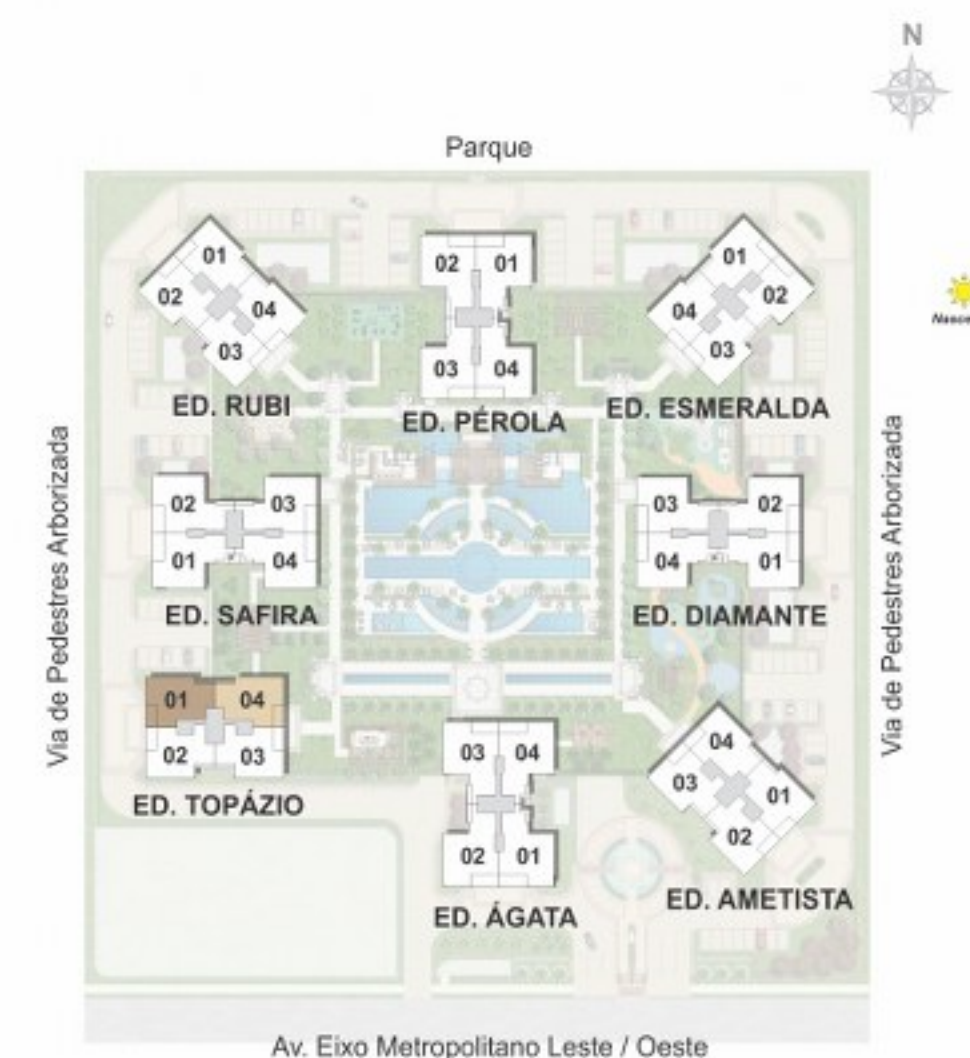 N
Parque
01
02
04
03
ED. RUBI
02 01
03 04
ED. PÉROLA
01
02
04
03
ED. ESMERALDA
Via de Pedestres Arborizada
02 03
01 04
ED. SAFIRA
03 02
04 01
ED. DIAMANTE
Via de Pedestres Arborizada
01 04
02 03
ED. TOPÁZIO
03 04
02 01
ED. ÁGATA
04
03
01
02
ED. AMETISTA
Av. Eixo Metropolitano Leste / Oeste